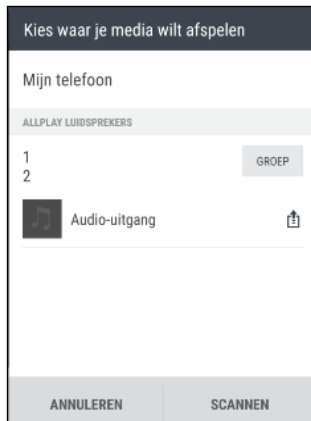 Kies waar je media wilt afspelen
Mijn telefoon
ALLPLAY LUIDSPREKERS
1
2
GROEP
Audio-uitgang
ANNULEREN
SCANNEN